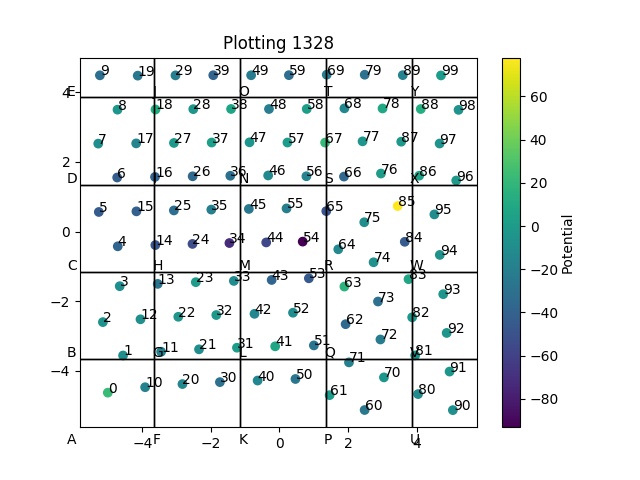 Plotting 1328
9 19 29 39 49 59 69 79 89 99
4 E I O T Y
8 18 28 38 48 58 68 78 88 98
7 17 27 37 47 57 67 77 87 97
2
D N S X
6 16 26 36 46 56 66 76 86 96
5 15 25 35 45 55 65 75 85 95
0
4 14 24 34 44 54 64 74 84 94
C H M R W
3 13 23 33 43 53 63 73 83 93
−2
2 12 22 32 42 52 62 72 82 92
B G L Q V
1 11 21 31 41 51 61 71 81 91
−4
0 10 20 30 40 50 60 70 80 90
A F K P U
−4 −2 0 2 4
60
40
20
0
−20
−40
−60
−80
Potential